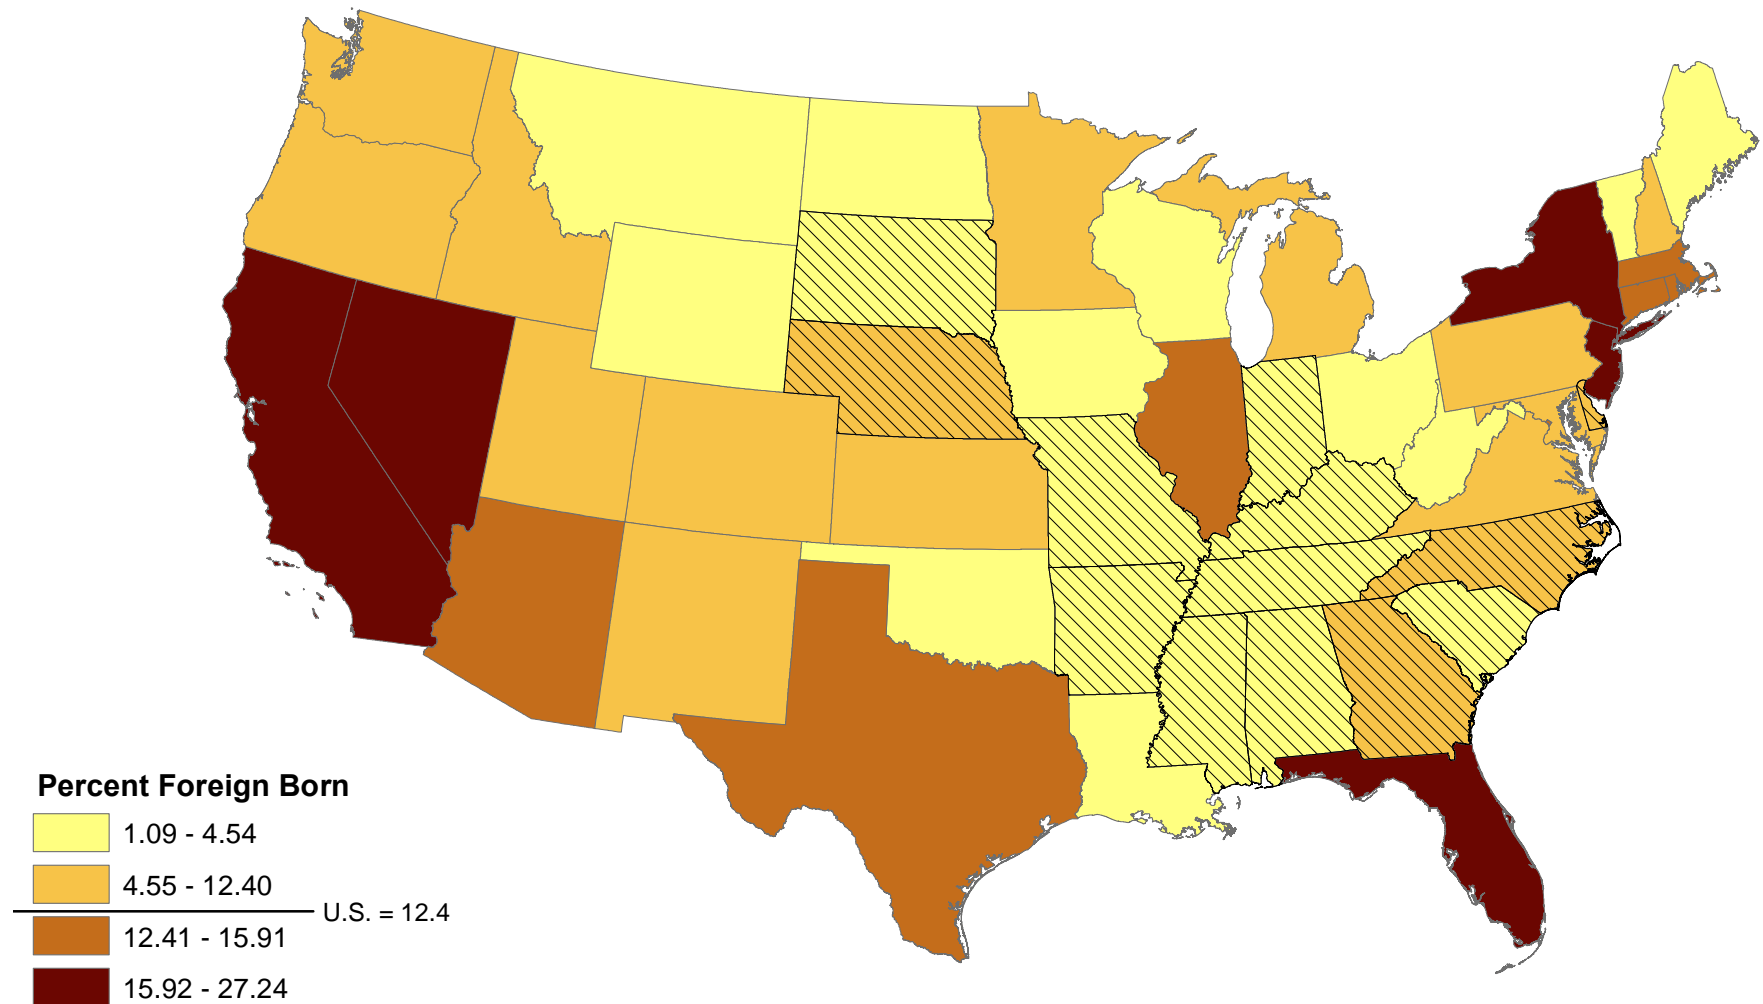 Percent Foreign Born
1.09 - 4.54
4.55 - 12.40
U.S. = 12.4
12.41 - 15.91
15.92 - 27.24